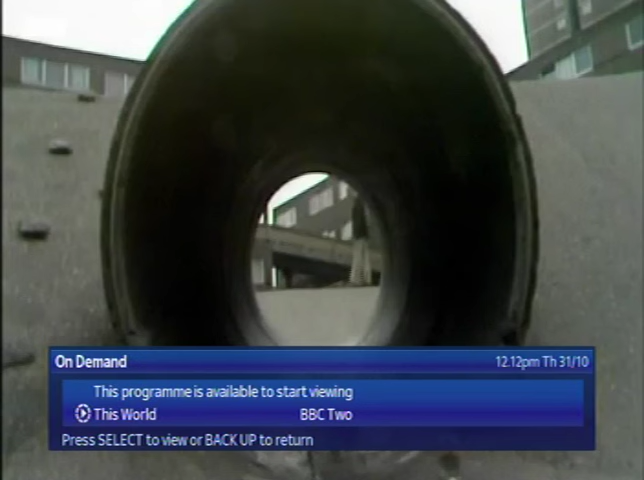 On Demand 12.12pm Th 31/10
This programme is available to start viewing
This World BBC Two
Press SELECT to view or BACK UP to return